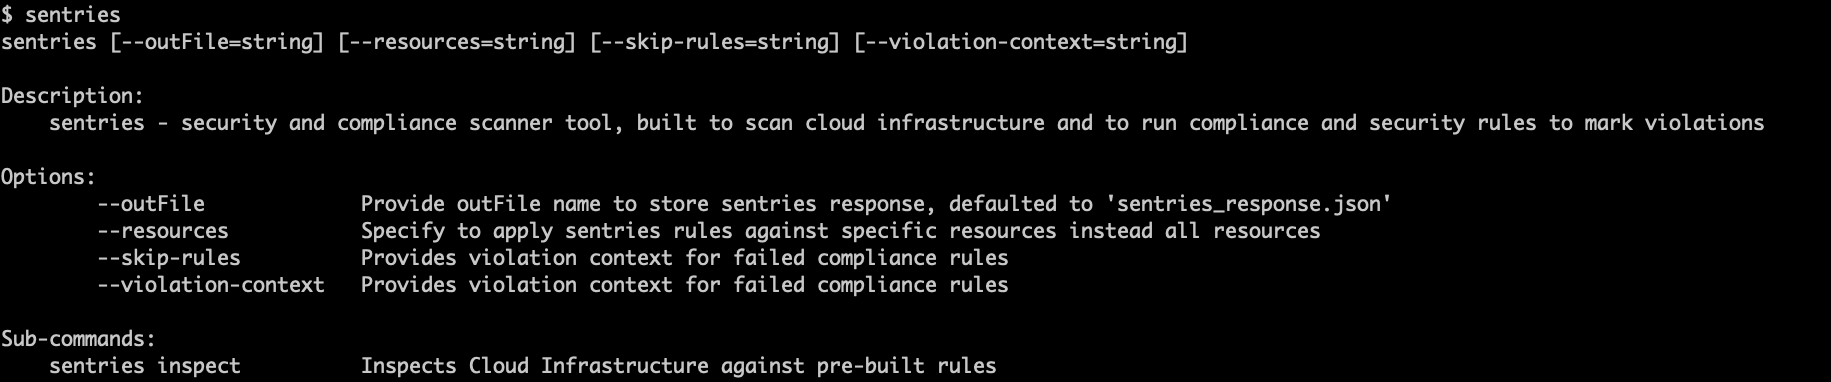 $ sentries
sentries [--outFile=string] [--resources=string] [--skip-rules=string] [--violation-context=string]
Description:
sentries - security and compliance scanner tool, built to scan cloud infrastructure and to run compliance and security rules to mark violations
Options:
--outFile Provide outFile name to store sentries response, defaulted to 'sentries_response.json'
--resources Specify to apply sentries rules against specific resources instead all resources
--skip-rules Provides violation context for failed compliance rules
--violation-context Provides violation context for failed compliance rules
Sub-commands:
sentries inspect Inspects Cloud Infrastructure against pre-built rules